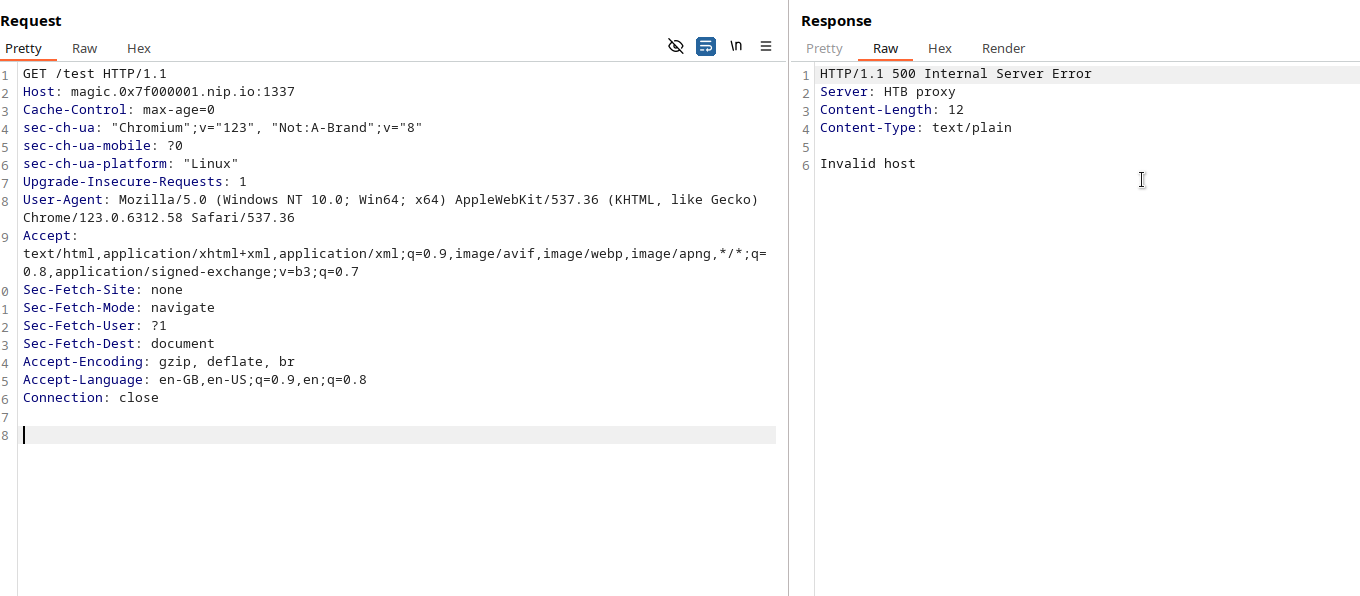 Request
Pretty Raw Hex
\n
1 GET /test HTTP/1.1
2 Host: magic.0x7f000001.nip.io:1337
3 Cache-Control: max-age=0
4 sec-ch-ua: "Chromium";v="123", "Not:A-Brand";v="8"
5 sec-ch-ua-mobile: ?0
6 sec-ch-ua-platform: "Linux"
7 Upgrade-Insecure-Requests: 1
8 User-Agent: Mozilla/5.0 (Windows NT 10.0; Win64; x64) AppleWebKit/537.36 (KHTML, like Gecko)
Chrome/123.0.6312.58 Safari/537.36
9 Accept:
text/html,application/xhtml+xml,application/xml;q=0.9,image/avif,image/webp,image/apng,*/*;q=
0.8,application/signed-exchange;v=b3;q=0.7
0 Sec-Fetch-Site: none
1 Sec-Fetch-Mode: navigate
2 Sec-Fetch-User: ?1
3 Sec-Fetch-Dest: document
4 Accept-Encoding: gzip, deflate, br
5 Accept-Language: en-GB,en-US;q=0.9,en;q=0.8
6 Connection: close
7
8
Response
Pretty Raw Hex Render
1 HTTP/1.1 500 Internal Server Error
2 Server: HTB proxy
3 Content-Length: 12
4 Content-Type: text/plain
5
6 Invalid host